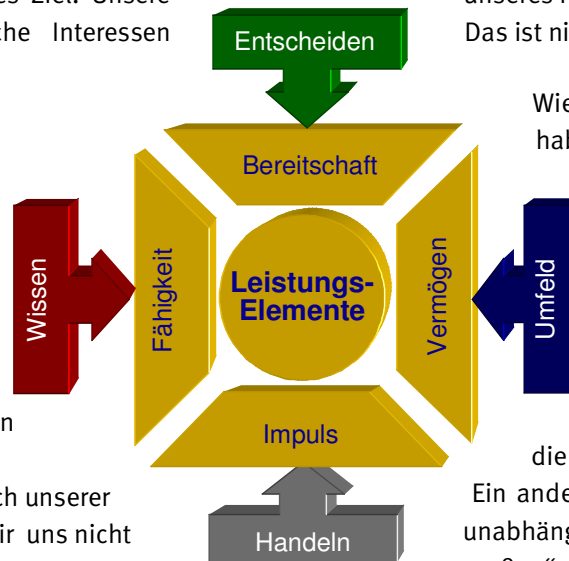 es Ziel. Unsere
che Interessen
unseres
Das ist ni
Wie
hab
Entscheiden
Bereitschaft
Wissen
Fähigkeit
Leistungs-
Elemente
Vermögen
Umfeld
Impuls
Handeln
n
ch unserer
ir uns nicht
die
Ein ande
unabhäng